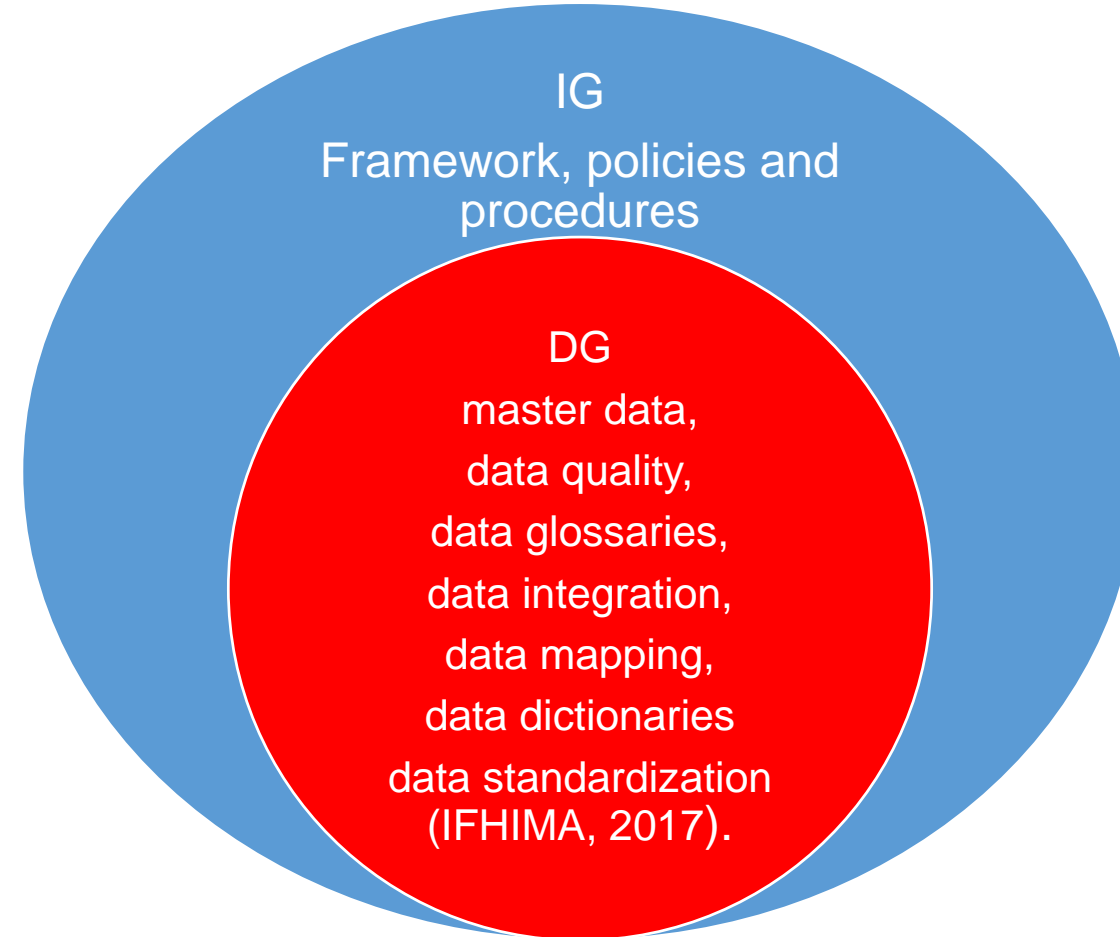 IG
Framework, policies and
procedures
DG
master data,
data quality,
data glossaries,
data integration,
data mapping,
data dictionaries
data standardization
(IFHIMA, 2017).